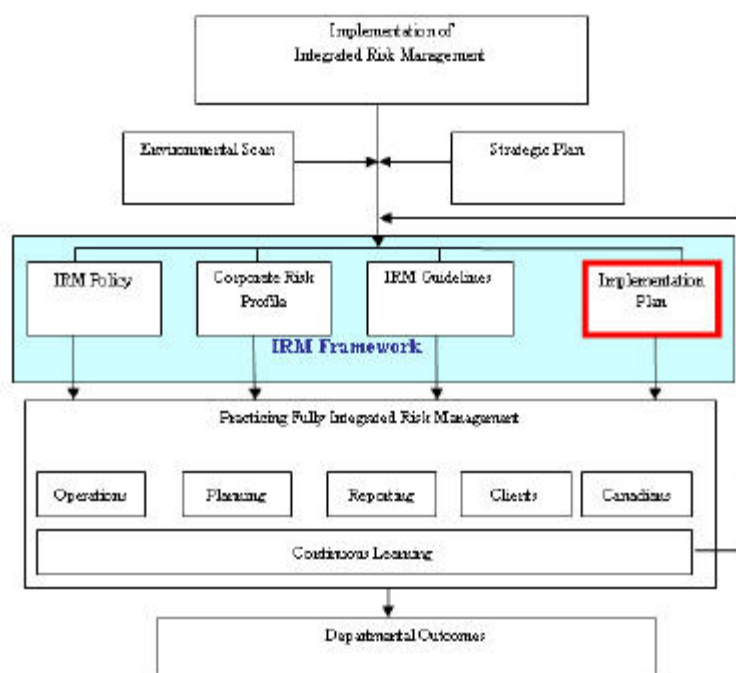 Implementation of
Integrated Risk Management
Environmental Scan
Strategic Plan
IRM Policy
Corporate Risk
Profile
IRM Guidelines
Implementation
Plan
IRM Framework
Practicing Fully Integrated Risk Management
Operations
Planning
Reporting
Clients
Canadians
Continuous Learning
Departmental Outcomes